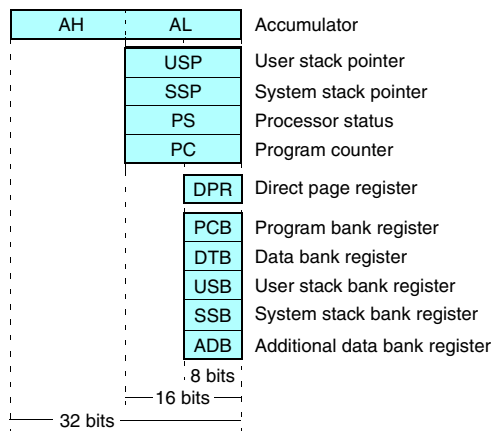 AH AL Accumulator
USP User stack pointer
SSP System stack pointer
PS Processor status
PC Program counter
DPR Direct page register
PCB Program bank register
DTB Data bank register
USB User stack bank register
SSB System stack bank register
ADB Additional data bank register
8 bits
16 bits
32 bits